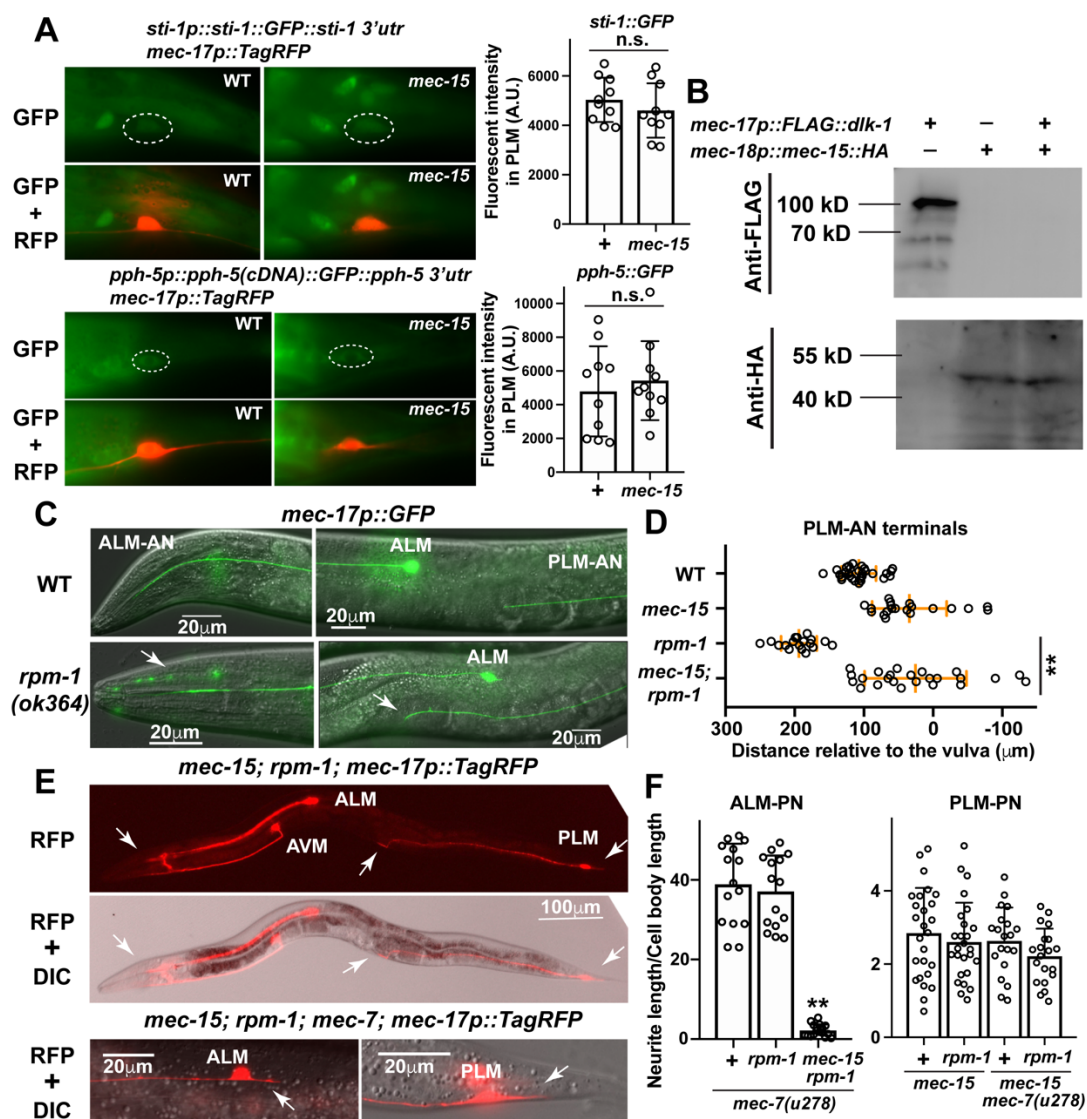 A
sti-1p::sti-1::GFP::sti-1 3'utr
mec-17p::TagRFP
GFP
WT
mec-15
GFP
+
RFP
WT
mec-15
sti-1::GFP
n.s.
Fluorescent intensity
in PLM (A.U.)
6000
4000
2000
0
+
mec-15
pph-5p::pph-5(cDNA)::GFP::pph-5 3'utr
mec-17p::TagRFP
GFP
WT
mec-15
GFP
+
RFP
WT
mec-15
pph-5::GFP
n.s.
Fluorescent intensity
in PLM (A.U.)
10000
8000
6000
4000
2000
0
+
mec-15
B
mec-17p::FLAG::dlk-1 + – +
mec-18p::mec-15::HA – + +
Anti-FLAG
100 kD
70 kD
Anti-HA
55 kD
40 kD
C
mec-17p::GFP
WT
ALM-AN
20μm
ALM
PLM-AN
20μm
rpm-1
(ok364)
20μm
ALM
20μm
D
PLM-AN terminals
WT
mec-15
rpm-1
mec-15;
rpm-1
**
300 200 100 0 -100
Distance relative to the vulva (μm)
E
mec-15; rpm-1; mec-17p::TagRFP
RFP
ALM
AVM
PLM
RFP
+
DIC
100μm
mec-15; rpm-1; mec-7; mec-17p::TagRFP
RFP
+
DIC
20μm
ALM
20μm
PLM
F
ALM-PN
Neurite length/Cell body length
40
20
0
**
+ rpm-1 mec-15
rpm-1
mec-7(u278)
PLM-PN
4
2
0
+ rpm-1 + rpm-1
mec-15 mec-15
mec-7(u278)